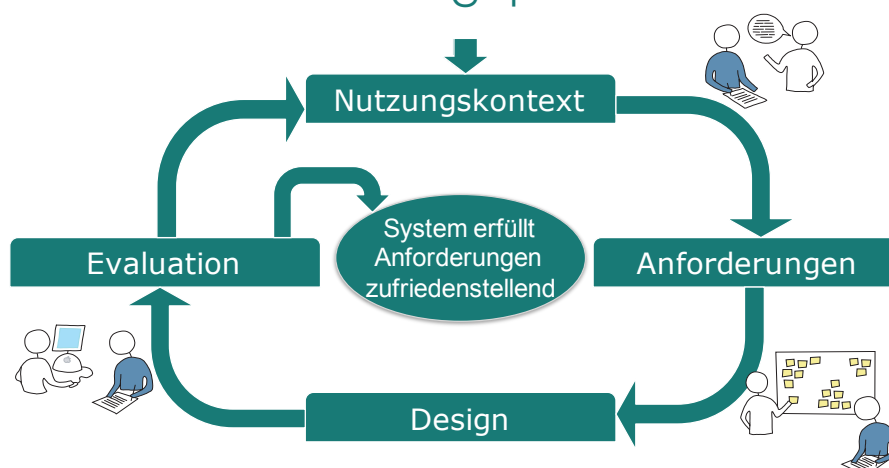 Nutzungskontext
System erfüllt
Anforderungen
zufriedenstellend
Evaluation
Anforderungen
Design